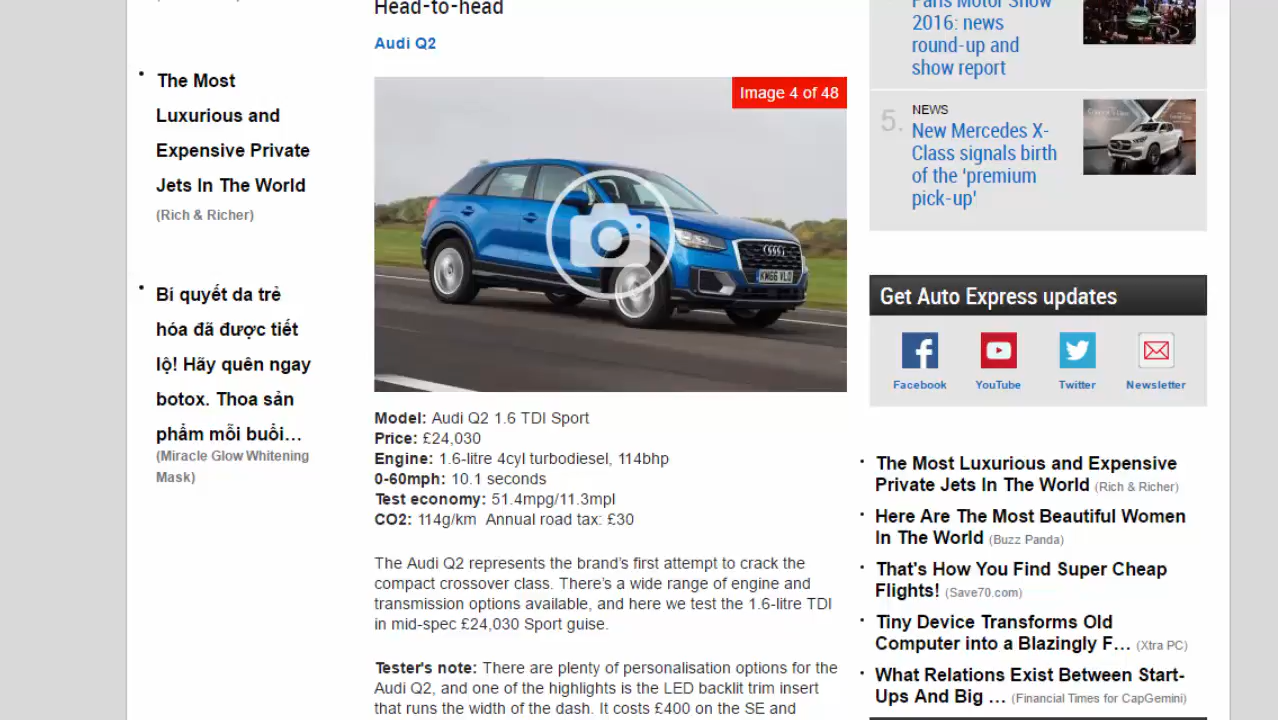 The Most
Luxurious and
Expensive Private
Jets In The World
(Rich & Richer)
Bí quyết da trẻ
hóa đã được tiết
lộ! Hãy quên ngay
botox. Thoa sản
phẩm mỗi buổi…
(Miracle Glow Whitening
Mask)
Head-to-head
Audi Q2
Image 4 of 48
KW66 VLO
Model: Audi Q2 1.6 TDI Sport
Price: £24,030
Engine: 1.6-litre 4cyl turbodiesel, 114bhp
0-60mph: 10.1 seconds
Test economy: 51.4mpg/11.3mpl
CO2: 114g/km  Annual road tax: £30
The Audi Q2 represents the brand’s first attempt to crack the
compact crossover class. There’s a wide range of engine and
transmission options available, and here we test the 1.6-litre TDI
in mid-spec £24,030 Sport guise.
Tester's note: There are plenty of personalisation options for the
Audi Q2, and one of the highlights is the LED backlit trim insert
that runs the width of the dash. It costs £400 on the SE and
Paris Motor Show
2016: news
round-up and
show report
5.
NEWS
New Mercedes X-
Class signals birth
of the 'premium
pick-up'
Get Auto Express updates
Facebook
YouTube
Twitter
Newsletter
The Most Luxurious and Expensive
Private Jets In The World (Rich & Richer)
Here Are The Most Beautiful Women
In The World (Buzz Panda)
That's How You Find Super Cheap
Flights! (Save70.com)
Tiny Device Transforms Old
Computer into a Blazingly F… (Xtra PC)
What Relations Exist Between Start-
Ups And Big … (Financial Times for CapGemini)